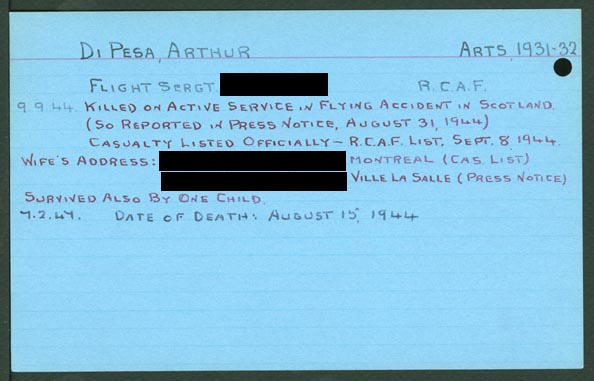 DI PESA, ARTHUR ARTS, 1931-32
FLIGHT SERGT. R.C.A.F.
9.9.44. KILLED ON ACTIVE SERVICE IN FLYING ACCIDENT IN SCOTLAND.
(SO REPORTED IN PRESS NOTICE, AUGUST 31, 1944)
CASUALTY LISTED OFFICIALLY - R.C.A.F. LIST, SEPT. 8, 1944.
WIFE'S ADDRESS: MONTREAL (CAS. LIST)
VILLE LA SALLE (PRESS NOTICE)
SURVIVED ALSO BY ONE CHILD.
7.2.47. DATE OF DEATH: AUGUST 15, 1944